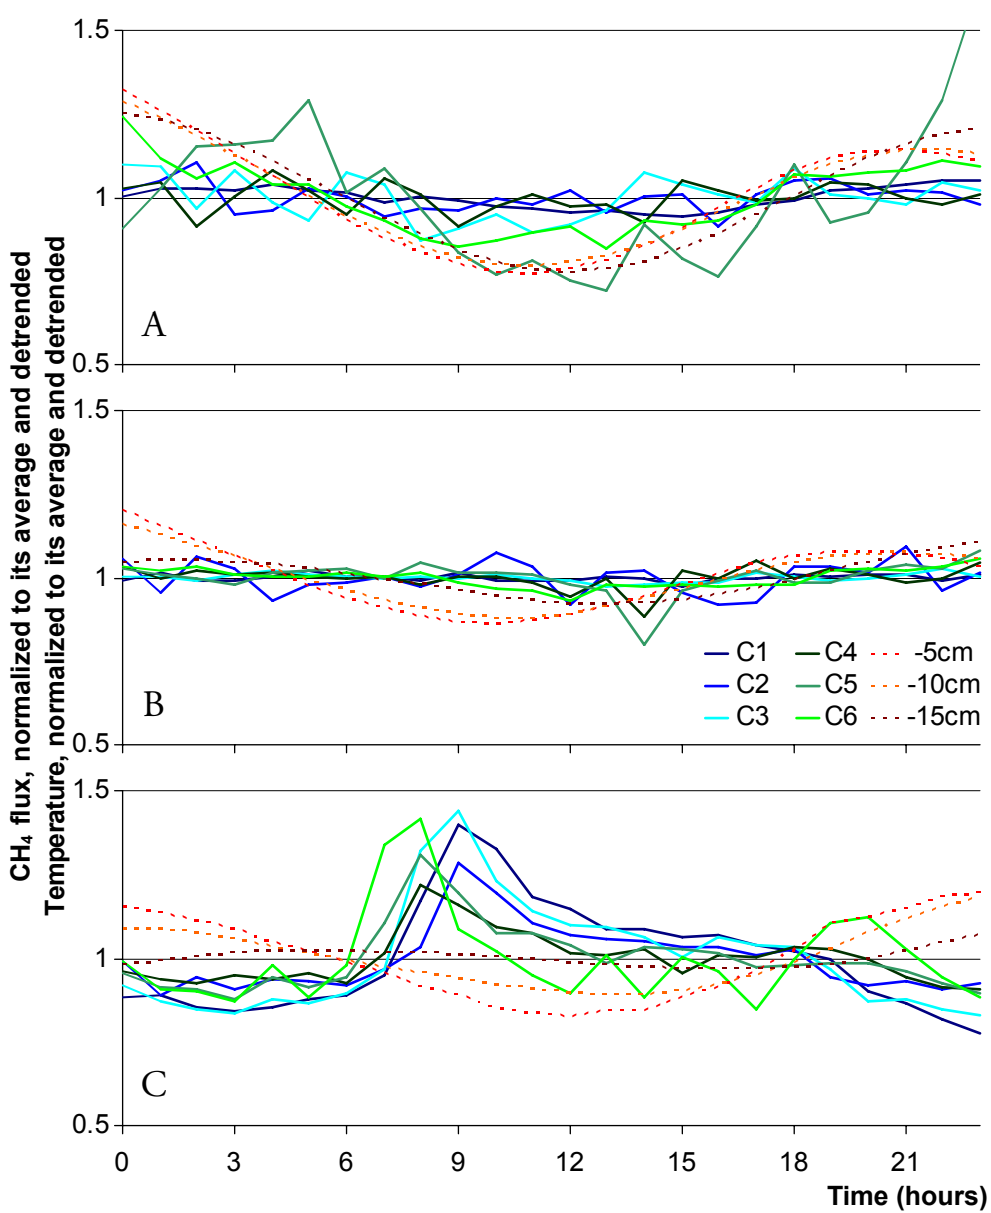 CH₄ flux, normalized to its average and detrended
Temperature, normalized to its average and detrended
1.5
1
0.5
A
1.5
1
0.5
B
C1 C4 -5cm
C2 C5 -10cm
C3 C6 -15cm
1.5
1
0.5
C
0 3 6 9 12 15 18 21
Time (hours)